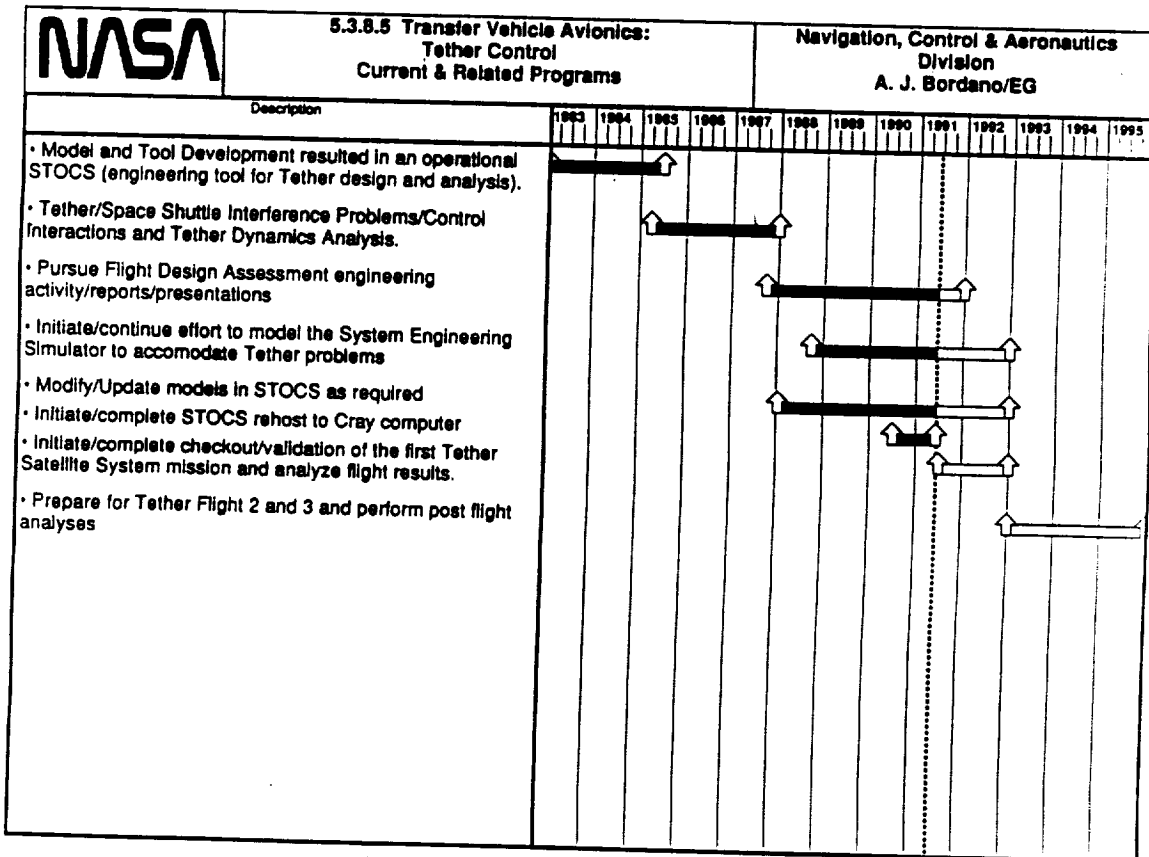 NASA
5.3.8.5 Transfer Vehicle Avionics:
Tether Control
Current & Related Programs
Navigation, Control & Aeronautics
Division
A. J. Bordano/EG
Description
1983 1984 1985 1986 1987 1988 1989 1990 1991 1992 1993 1994 1995
• Model and Tool Development resulted in an operational
STOCS (engineering tool for Tether design and analysis).
• Tether/Space Shuttle Interference Problems/Control
Interactions and Tether Dynamics Analysis.
• Pursue Flight Design Assessment engineering
activity/reports/presentations
• Initiate/continue effort to model the System Engineering
Simulator to accomodate Tether problems
• Modify/Update models in STOCS as required
• Initiate/complete STOCS rehost to Cray computer
• Initiate/complete checkout/validation of the first Tether
Satellite System mission and analyze flight results.
• Prepare for Tether Flight 2 and 3 and perform post flight
analyses